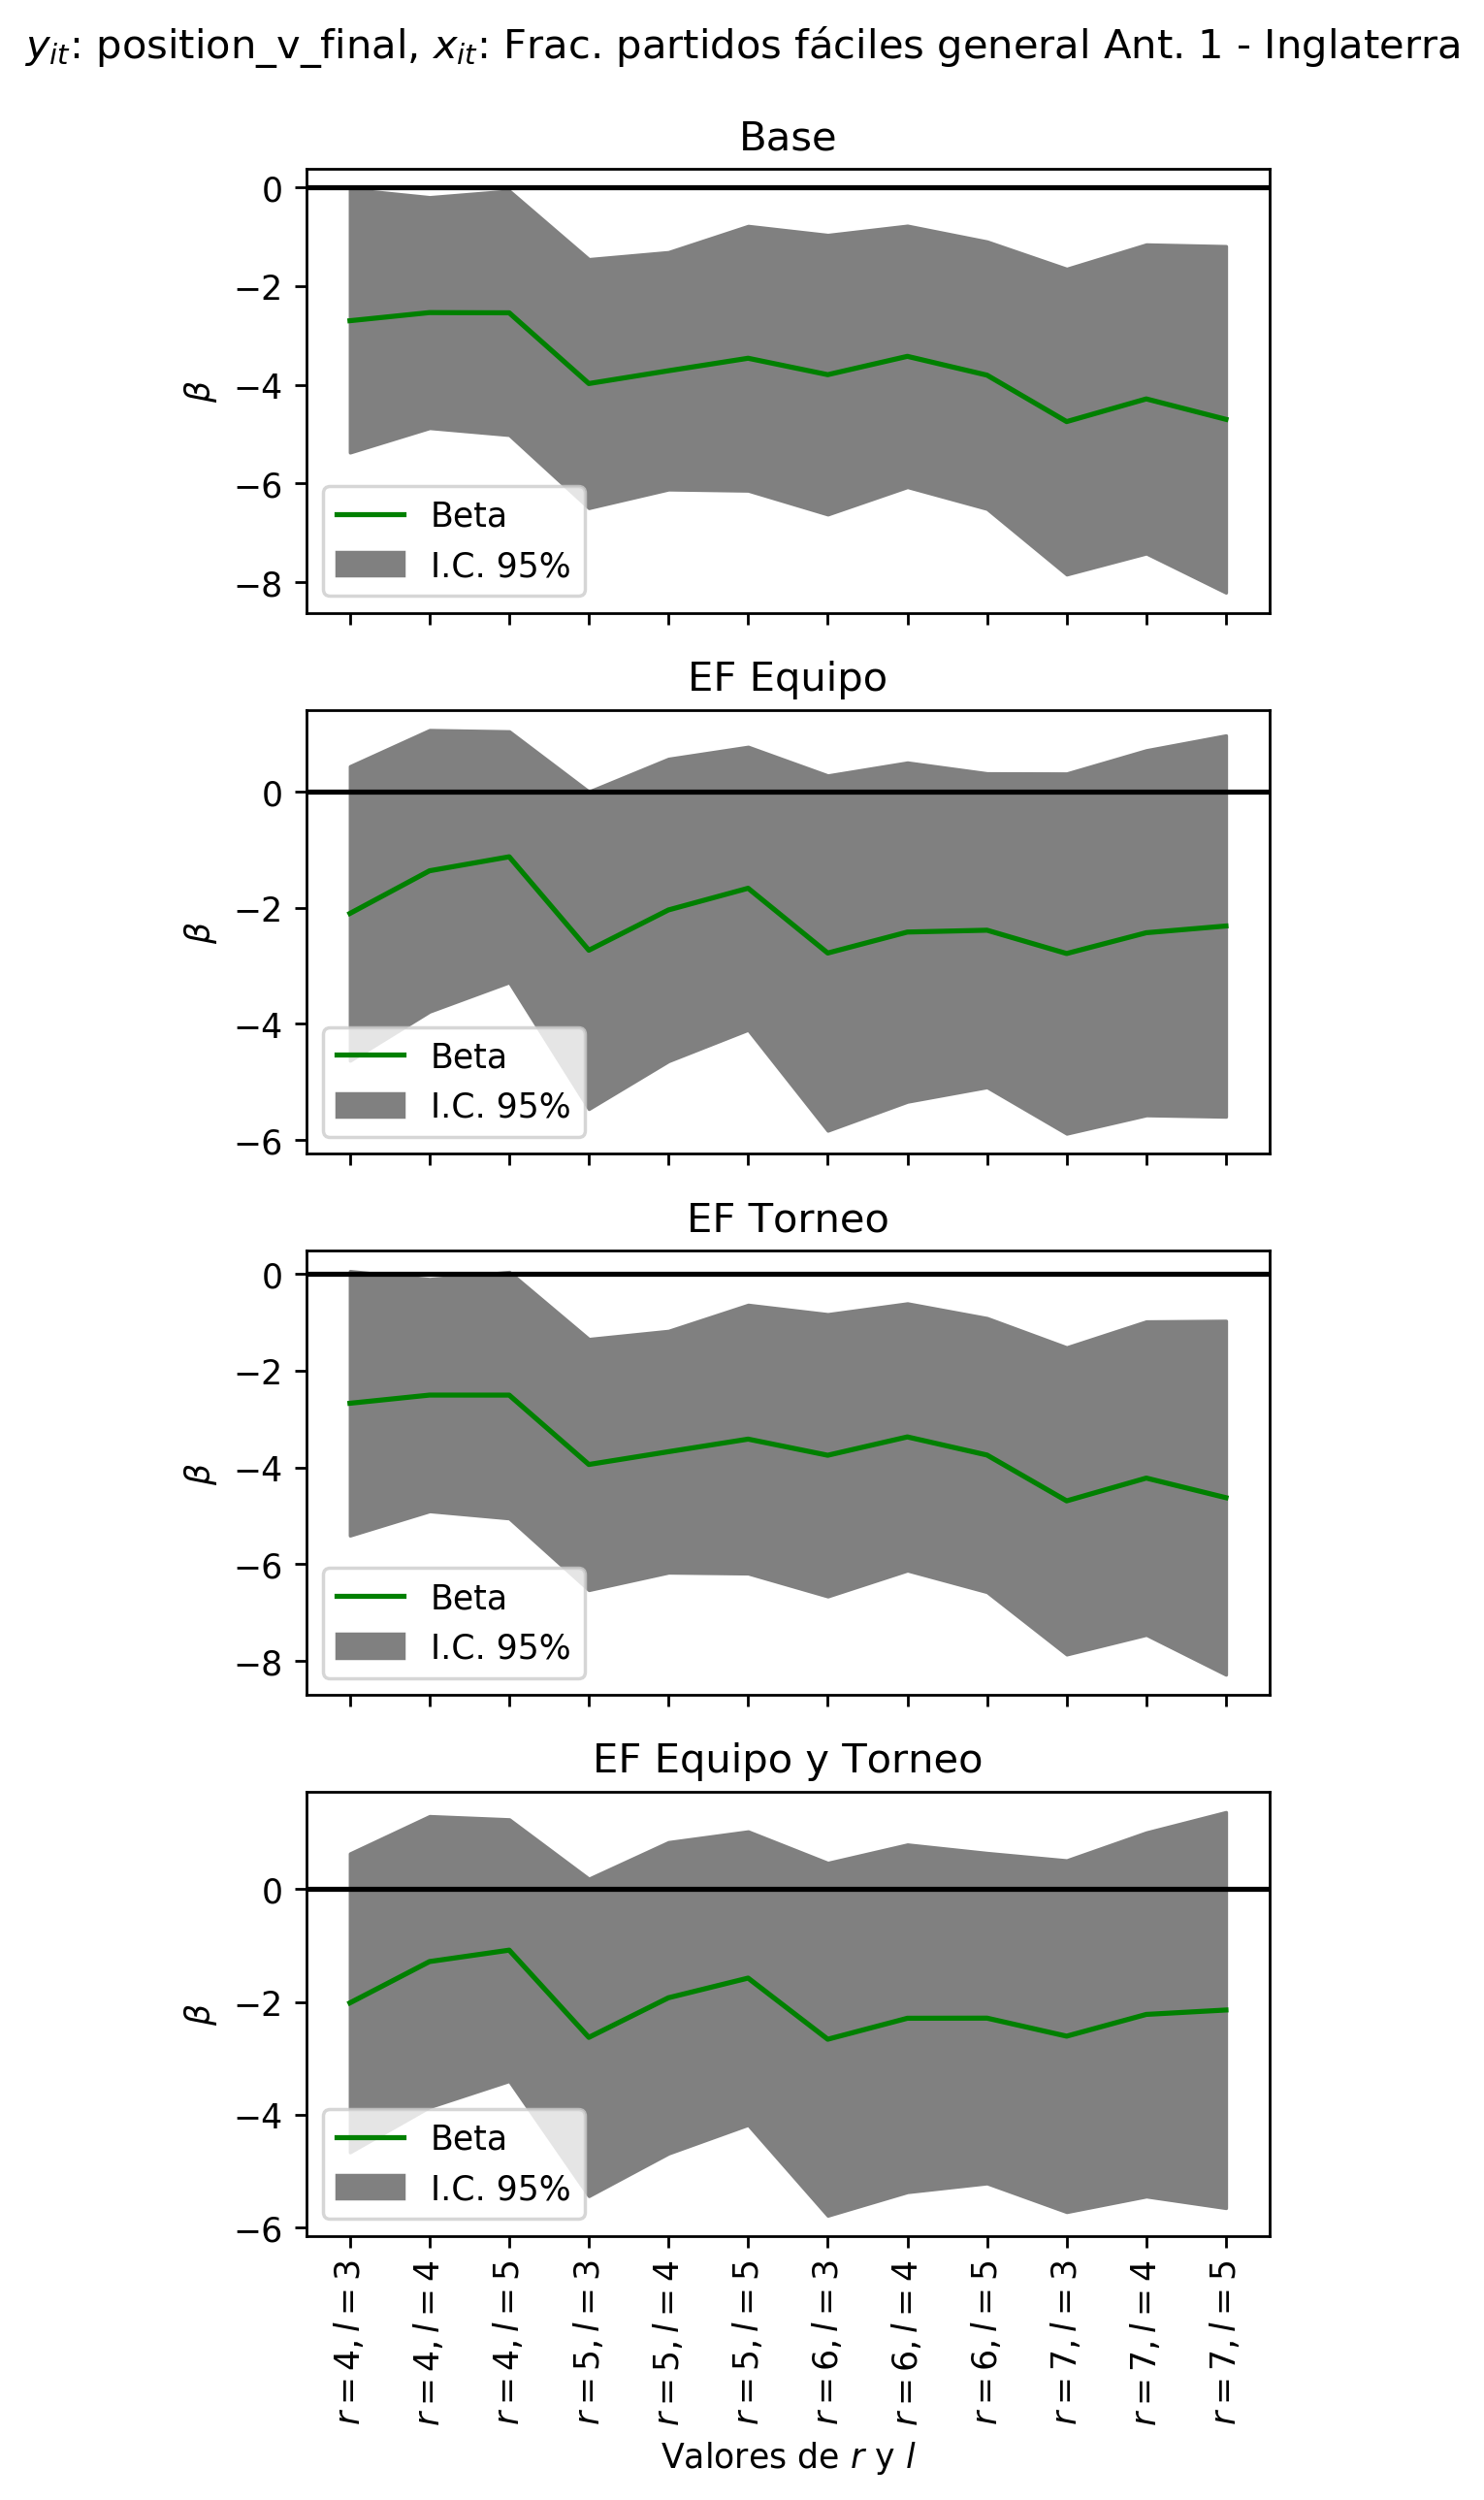 y_it: position_v_final, x_it: Frac. partidos fáciles general Ant. 1 - Inglaterra
Base
0
−2
−4
−6
−8
β
Beta
I.C. 95%
EF Equipo
0
−2
−4
−6
β
Beta
I.C. 95%
EF Torneo
0
−2
−4
−6
−8
β
Beta
I.C. 95%
EF Equipo y Torneo
0
−2
−4
−6
β
Beta
I.C. 95%
r = 4, l = 3
r = 4, l = 4
r = 4, l = 5
r = 5, l = 3
r = 5, l = 4
r = 5, l = 5
r = 6, l = 3
r = 6, l = 4
r = 6, l = 5
r = 7, l = 3
r = 7, l = 4
r = 7, l = 5
Valores de r y l